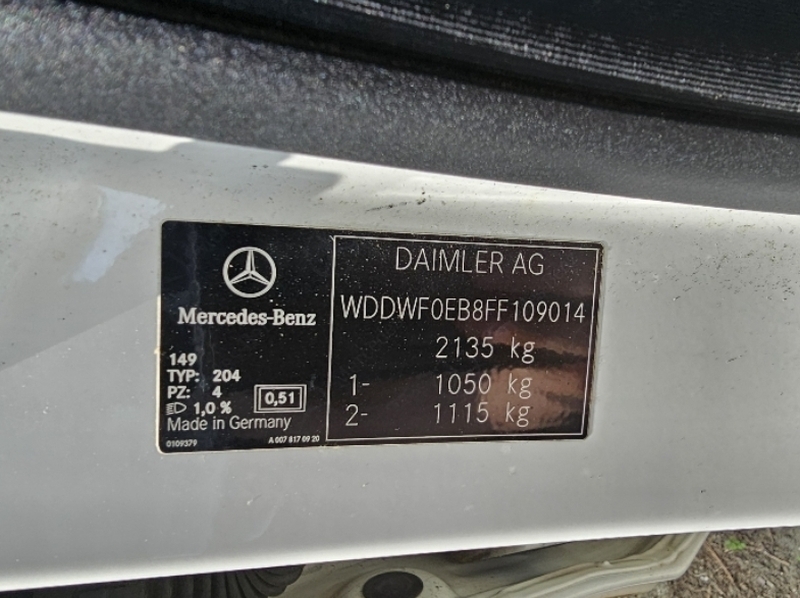 Mercedes-Benz
149
TYP: 204
PZ: 4
1,0 %
0,51
Made in Germany
0109379
A 007 817 09 20
DAIMLER AG
WDDWF0EB8FF109014
2135 kg
1- 1050 kg
2- 1115 kg